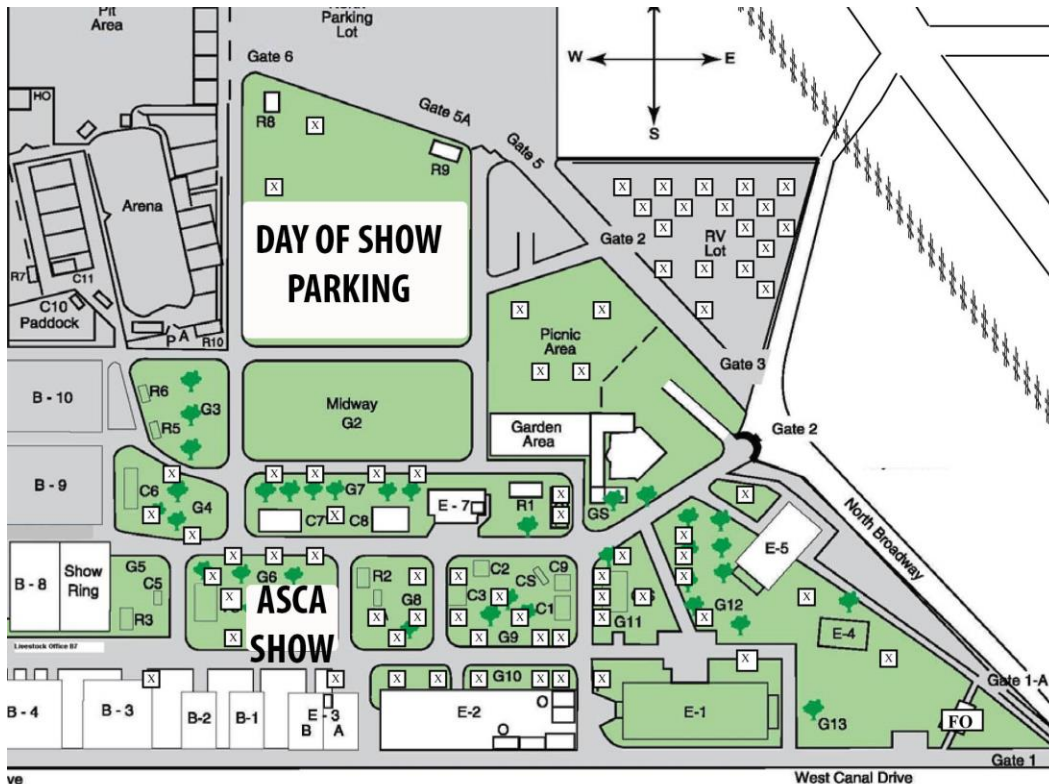 Pit
Area
Parking
Lot
Gate 6
W
E
S
HO
R8
X
Gate 5A
Gate 5
R9
X
Arena
DAY OF SHOW
PARKING
Gate 2
X X X X X
X X X X
X X X
RV
Lot
X
X X X
X
X
R7
C11
C10
Paddock
P A
R10
X X
Picnic
Area
X X
Gate 3
B - 10
R6
G3
R5
Midway
G2
Garden
Area
Gate 2
B - 9
C6
X
X
G4
X
X X X X
G7
C7
X
C8
E - 7
R1
X
X
GS
X
North Broadway
B - 8
Show
Ring
G5
C5
R3
X X X
G6
X
X
X
ASCA
SHOW
R2
X
G8
X X
C2
C9
CS
C3
X
C1
X
X
G9
X X
X
X
X
X
X
G11
X
X
X
G12
X
E-5
X
E-4
X
X
Livestock Office B7
B - 4
B - 3
X
B-2
B-1
E - 3
B
A
X
X X
G10
X X
E-2
O
O
X
E-1
G13
Gate 1-A
FO
Gate 1
ve
West Canal Drive